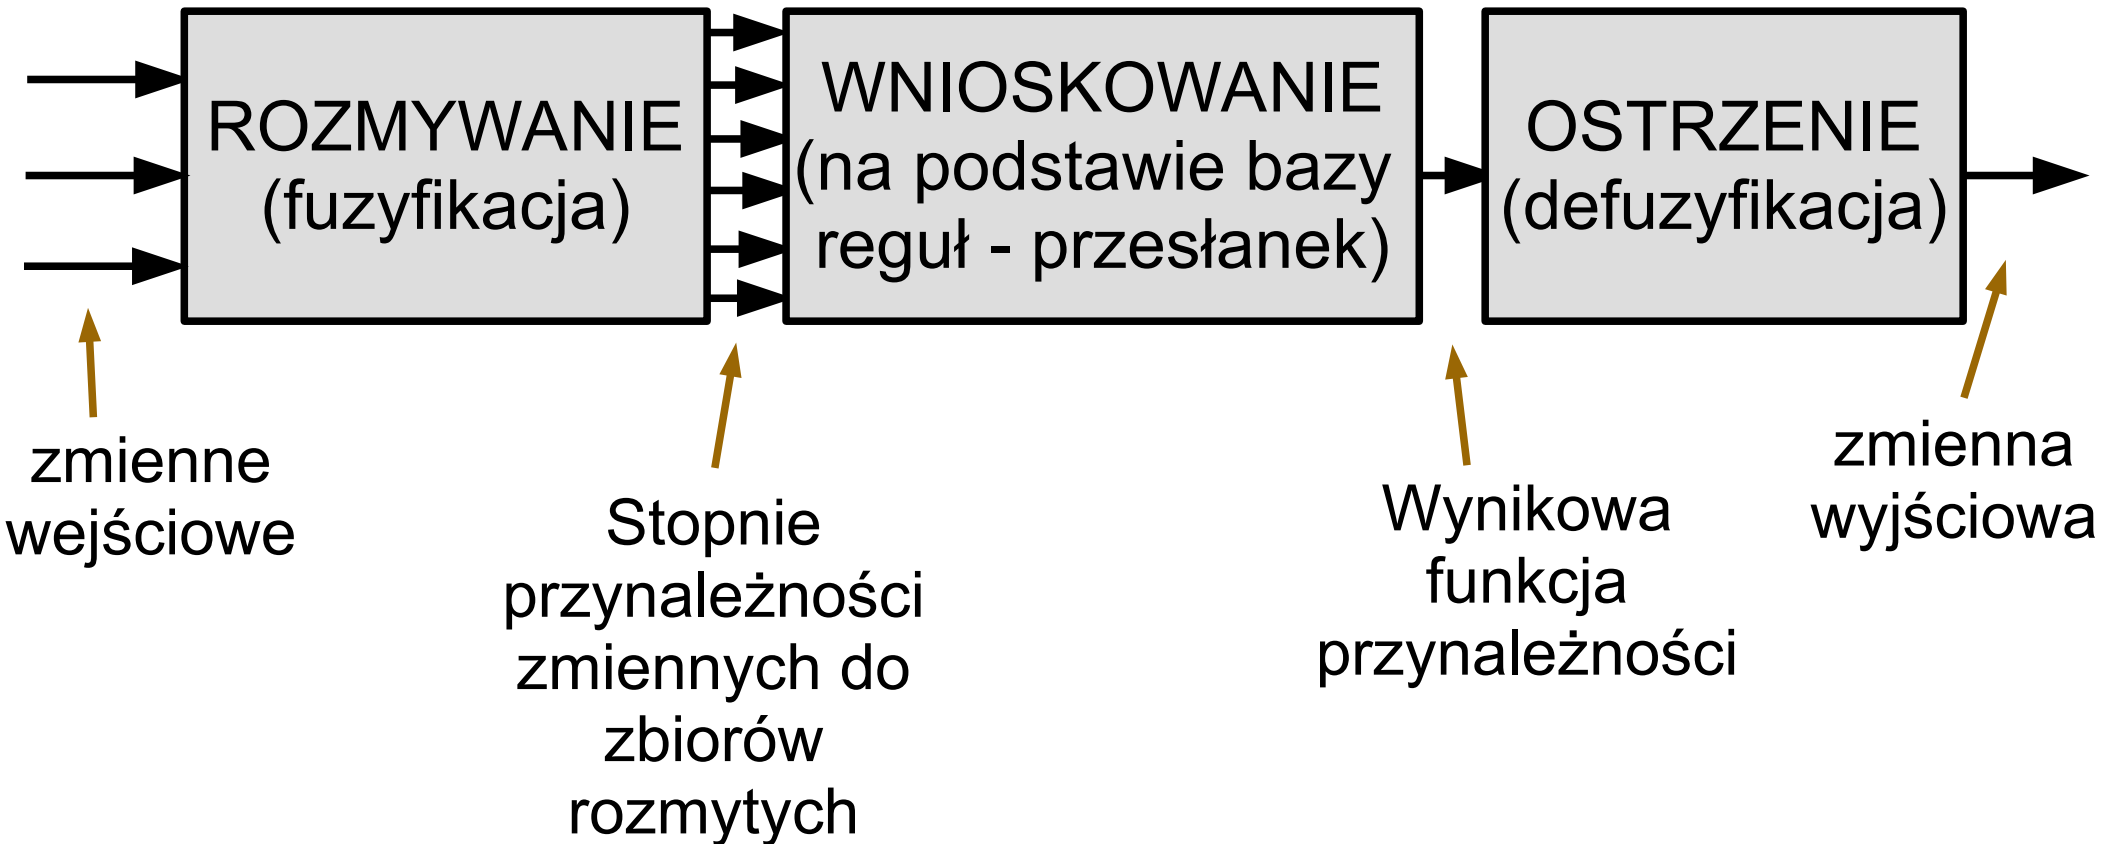 ROZMYWANIE
(fuzyfikacja)
WNIOSKOWANIE
(na podstawie bazy
reguł - przesłanek)
OSTRZENIE
(defuzyfikacja)
zmienne
wejściowe
Stopnie
przynależności
zmiennych do
zbiorów
rozmytych
Wynikowa
funkcja
przynależności
zmienna
wyjściowa